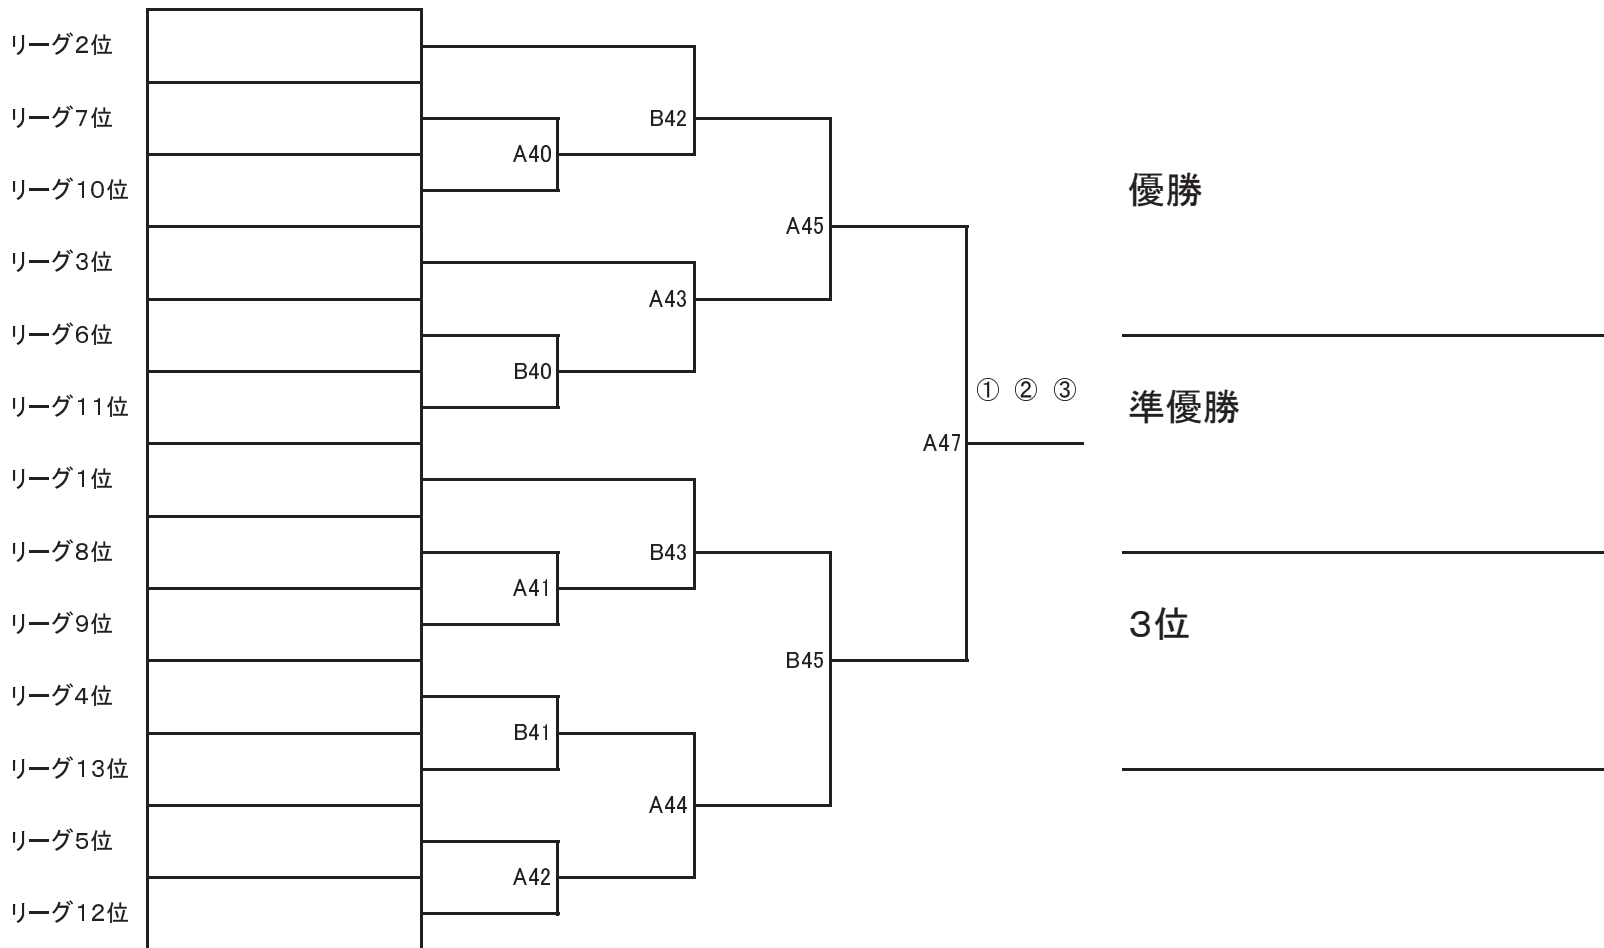 リーグ2位
リーグ7位
B42
A40
リーグ10位
優勝
A45
リーグ3位
A43
リーグ6位
B40
① ② ③
リーグ11位
準優勝
A47
リーグ1位
リーグ8位
B43
A41
リーグ9位
3位
B45
リーグ4位
B41
リーグ13位
A44
リーグ5位
A42
リーグ12位